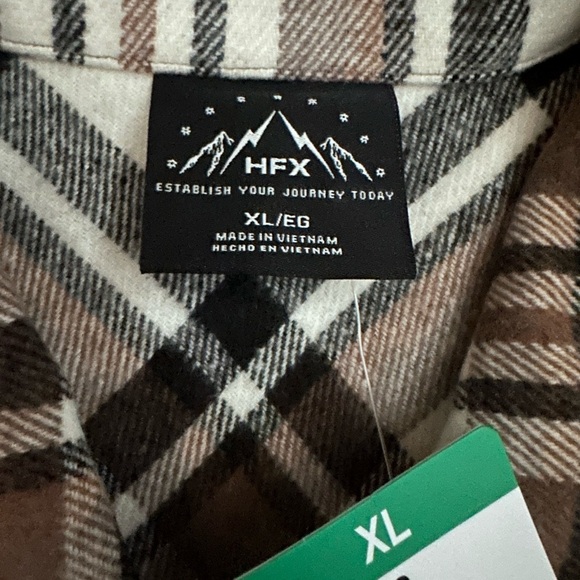 HFX
ESTABLISH YOUR JOURNEY TODAY
XL/EG
MADE IN VIETNAM
HECHO EN VIETNAM
XL